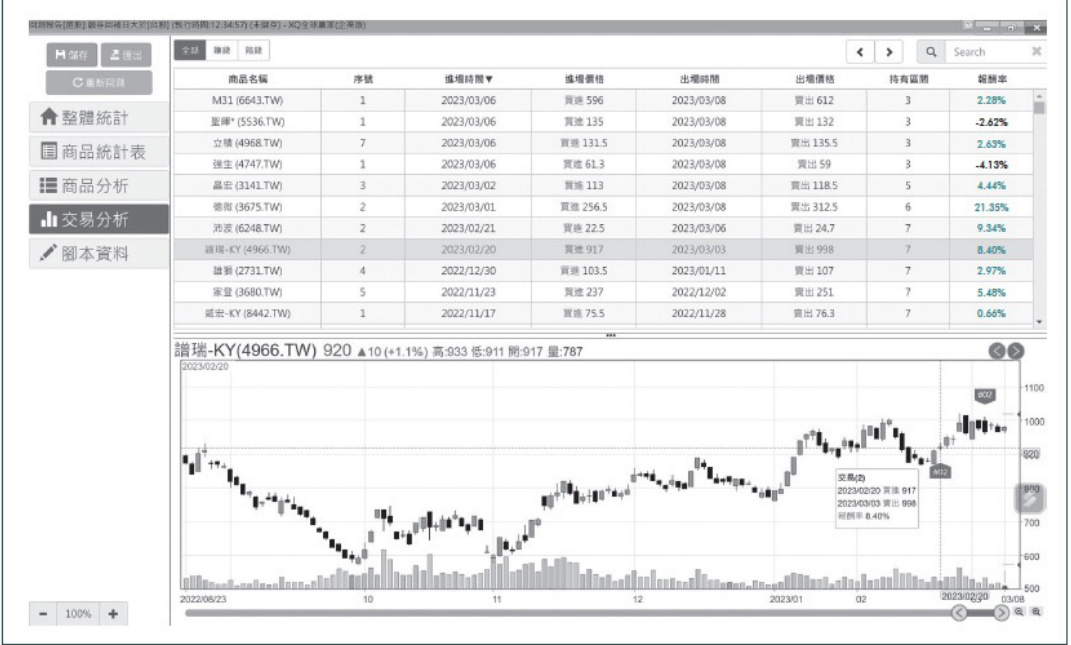 回測報告[選股] (執行時間:12:34:57) (未儲存) - XQ全球贏家(企業版)
儲存 匯出
重新回測
整體統計
商品統計表
商品分析
交易分析
腳本資料
- 100% +
全部 賺錢 賠錢
Search
商品名稱 序號 進場時間▼ 進場價格 出場時間 出場價格 持有區間 報酬率
M31 (6643.TW) 1 2023/03/06 買進 596 2023/03/08 賣出 612 3 2.28%
聖暉* (5536.TW) 1 2023/03/06 買進 135 2023/03/08 賣出 132 3 -2.62%
立積 (4968.TW) 7 2023/03/06 買進 131.5 2023/03/08 賣出 135.5 3 2.63%
強生 (4747.TW) 1 2023/03/06 買進 61.3 2023/03/08 賣出 59 3 -4.13%
晶宏 (3141.TW) 3 2023/03/02 買進 113 2023/03/08 賣出 118.5 5 4.44%
德微 (3675.TW) 2 2023/03/01 買進 256.5 2023/03/08 賣出 312.5 6 21.35%
沛波 (6248.TW) 2 2023/02/21 買進 22.5 2023/03/06 賣出 24.7 7 9.34%
譜瑞-KY (4966.TW) 2 2023/02/20 買進 917 2023/03/03 賣出 998 7 8.40%
雄獅 (2731.TW) 4 2022/12/30 買進 103.5 2023/01/11 賣出 107 7 2.97%
家登 (3680.TW) 5 2022/11/23 買進 237 2022/12/02 賣出 251 7 5.48%
威宏-KY (8442.TW) 1 2022/11/17 買進 75.5 2022/11/28 賣出 76.3 7 0.66%
譜瑞-KY(4966.TW) 920 ▲10 (+1.1%) 高:933 低:911 開:917 量:787
2023/02/20
1100
#02
1000
920
#02
交易(2)
2023/02/20 買進 917
2023/03/03 賣出 998
報酬率 8.40%
800
700
600
500
2022/08/23 10 11 12 2023/01 02 2023/02/20 03/08